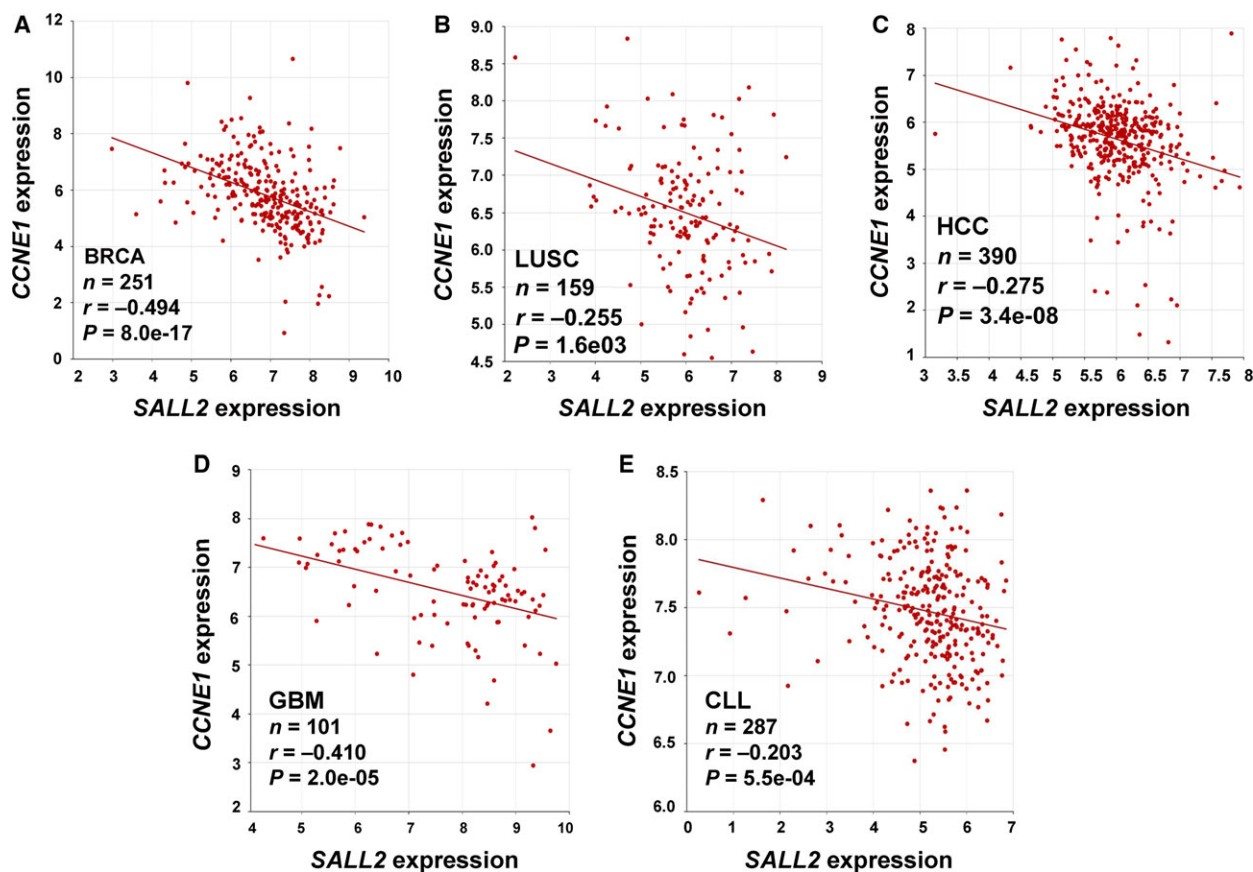 A
CCNE1 expression
12
10
8
6
4
2
0
BRCA
n = 251
r = –0.494
P = 8.0e-17
2 3 4 5 6 7 8 9 10
SALL2 expression
B
CCNE1 expression
9.0
8.5
8.0
7.5
7.0
6.5
6.0
5.5
5.0
4.5
LUSC
n = 159
r = –0.255
P = 1.6e03
2 3 4 5 6 7 8 9
SALL2 expression
C
CCNE1 expression
8
7
6
5
4
3
2
1
HCC
n = 390
r = –0.275
P = 3.4e-08
3 3.5 4 4.5 5 5.5 6 6.5 7 7.5 8
SALL2 expression
D
CCNE1 expression
9
8
7
6
5
4
3
2
GBM
n = 101
r = –0.410
P = 2.0e-05
4 5 6 7 8 9 10
SALL2 expression
E
CCNE1 expression
8.5
8.0
7.5
7.0
6.5
6.0
CLL
n = 287
r = –0.203
P = 5.5e-04
0 1 2 3 4 5 6 7
SALL2 expression